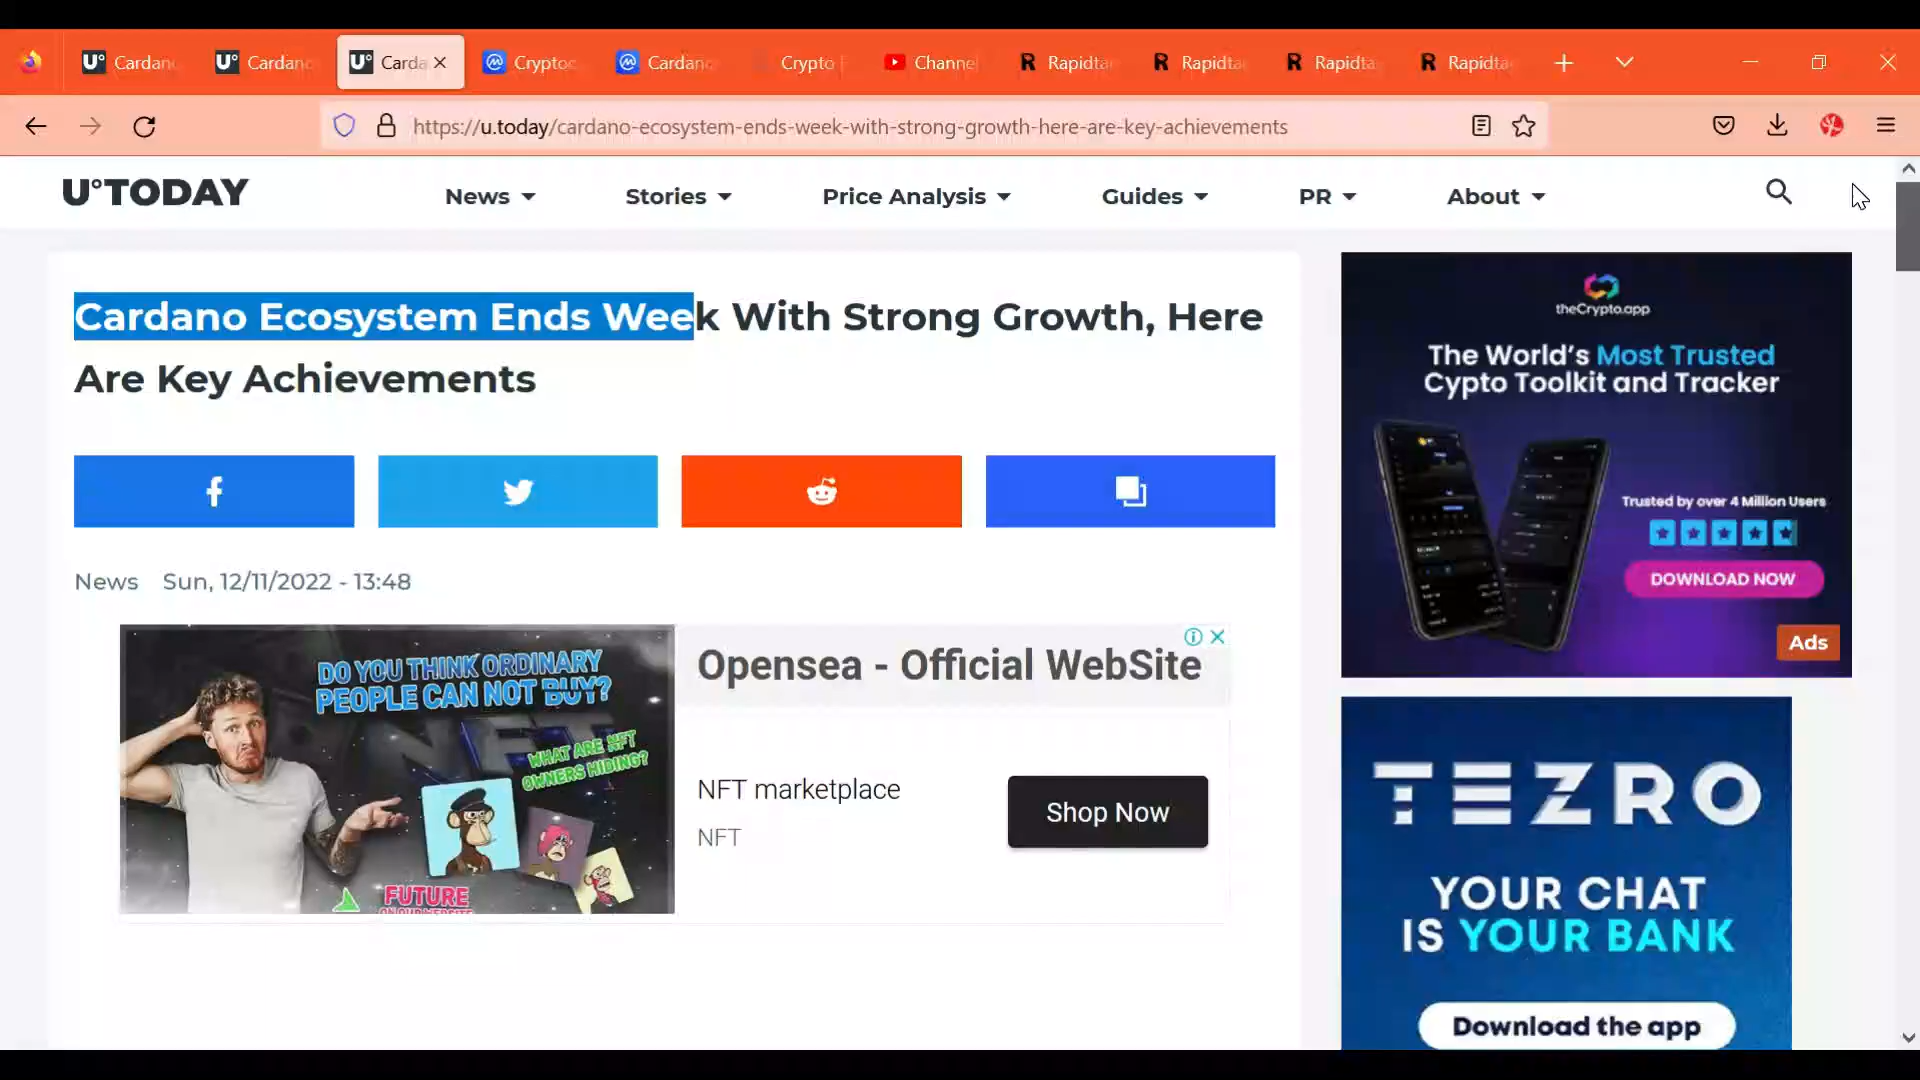 Cardano
Cardano
Carda
Cryptoc
Cardano
Crypto
Channel
Rapidta
Rapidta
Rapidta
Rapidta
https://u.today/cardano-ecosystem-ends-week-with-strong-growth-here-are-key-achievements
U°TODAY
News
Stories
Price Analysis
Guides
PR
About
Cardano Ecosystem Ends Week With Strong Growth, Here
Are Key Achievements
News Sun, 12/11/2022 - 13:48
DO YOU THINK ORDINARY
PEOPLE CAN NOT BUY?
WHAT ARE NFT
OWNERS HIDING?
FUTURE
Opensea - Official WebSite
NFT marketplace
NFT
Shop Now
theCrypto.app
The World's Most Trusted
Cypto Toolkit and Tracker
Trusted by over 4 Million Users
DOWNLOAD NOW
Ads
TEZRO
YOUR CHAT
IS YOUR BANK
Download the app